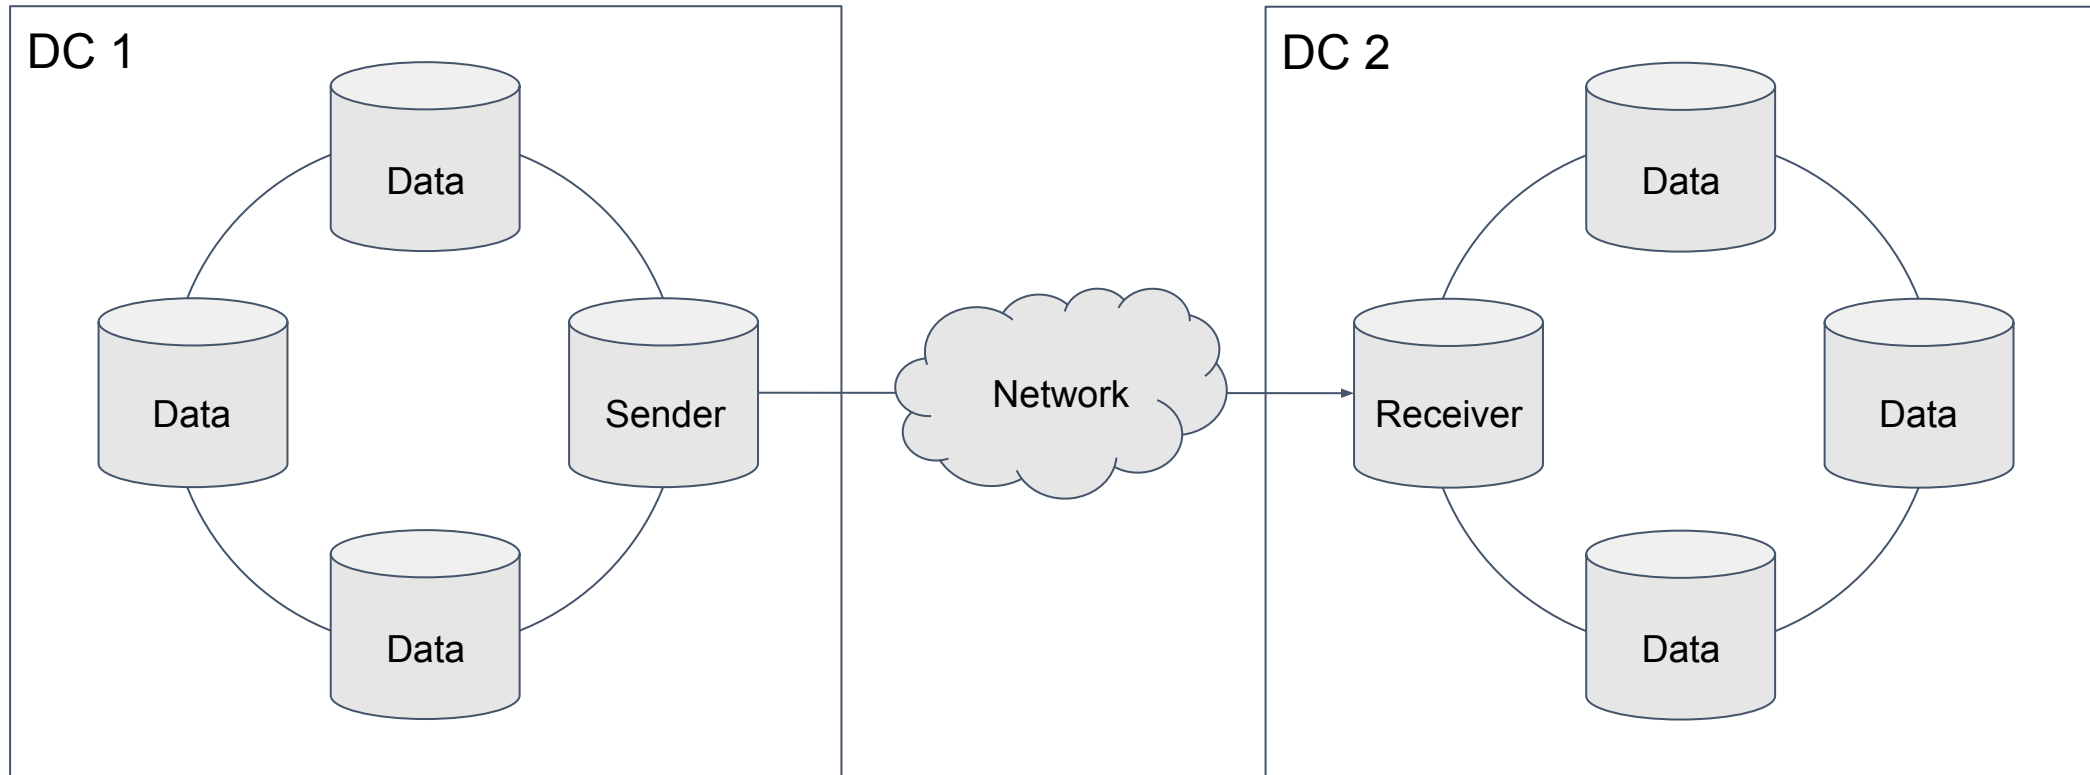 DC 1
Data
Data
Sender
Data
Network
DC 2
Data
Receiver
Data
Data